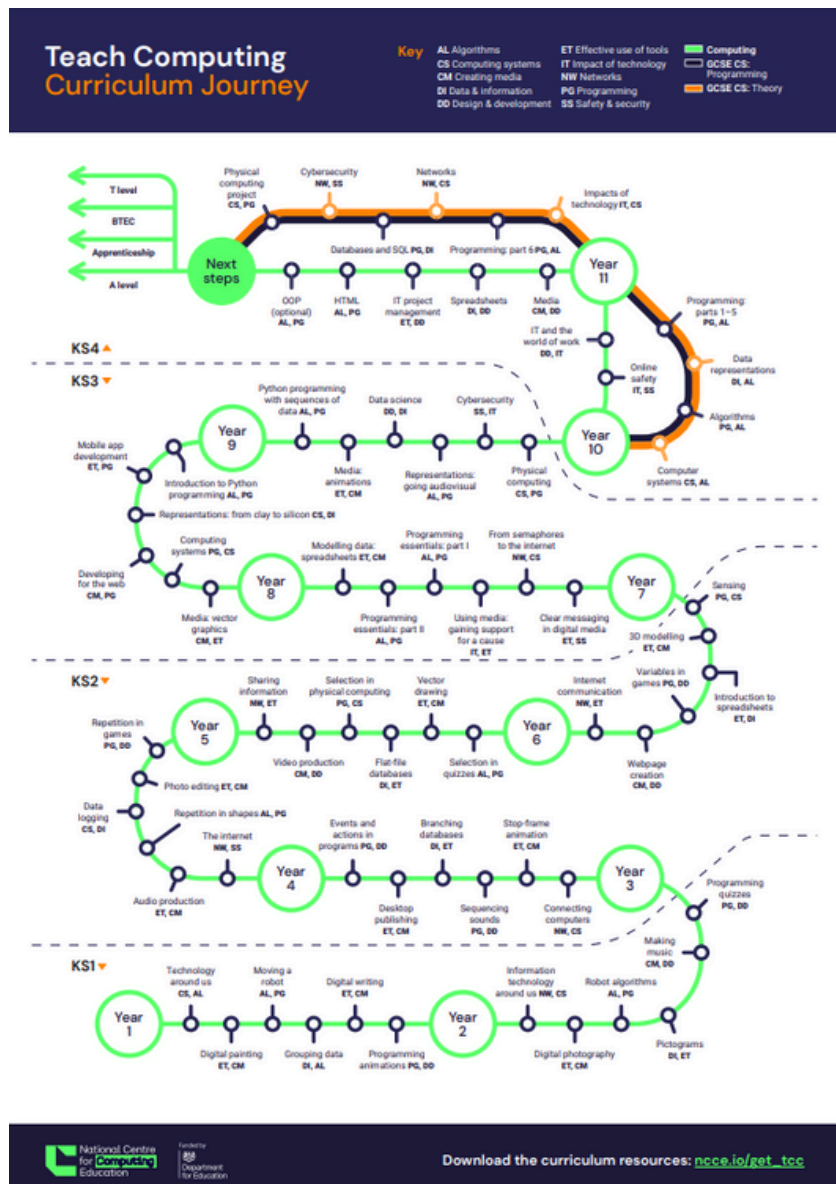 Teach Computing
Curriculum Journey
Key
AL Algorithms
CS Computing systems
CM Creating media
DI Data & information
DD Design & development
ET Effective use of tools
IT Impact of technology
NW Networks
PG Programming
SS Safety & security
Computing
GCSE CS:
Programming
GCSE CS: Theory
T level
BTEC
Apprenticeship
A level
Next
steps
Physical
computing
project
CS, PG
Cybersecurity
NW, SS
Networks
NW, CS
Impacts of
technology IT, CS
Databases and SQL PG, DI
Programming: part 6 PG, AL
OOP
(optional)
AL, PG
HTML
AL, PG
IT project
management
ET, DD
Spreadsheets
DI, DD
Media
CM, DD
Year
11
Programming:
parts 1–5
PG, AL
IT and the
world of work
DD, IT
Data
representations
DI, AL
Online
safety
IT, SS
Algorithms
PG, AL
Computer
systems CS, AL
KS4
KS3
Year
10
Physical
computing
CS, PG
Cybersecurity
SS, IT
Representations:
going audiovisual
AL, PG
Data science
DD, DI
Media:
animations
ET, CM
Python programming
with sequences of
data AL, PG
Year
9
Introduction to Python
programming AL, PG
Mobile app
development
ET, PG
Representations: from clay to silicon CS, DI
Developing
for the web
CM, PG
Computing
systems PG, CS
Media: vector
graphics
CM, ET
Year
8
Modelling data:
spreadsheets ET, CM
Programming
essentials: part II
AL, PG
Programming
essentials: part I
AL, PG
Using media:
gaining support
for a cause
IT, ET
From semaphores
to the internet
NW, CS
Clear messaging
in digital media
ET, SS
Year
7
Sensing
PG, CS
3D modelling
ET, CM
Introduction to
spreadsheets
ET, DI
Variables in
games PG, DD
KS2
Webpage
creation
CM, DD
Internet
communication
NW, ET
Year
6
Selection in
quizzes AL, PG
Vector
drawing
ET, CM
Flat-file
databases
DI, ET
Selection in
physical computing
PG, CS
Video production
CM, DD
Sharing
information
NW, ET
Year
5
Repetition in
games
PG, DD
Photo editing ET, CM
Data
logging
CS, DI
Repetition in shapes AL, PG
Audio production
ET, CM
The internet
NW, SS
Year
4
Events and
actions in
programs PG, DD
Desktop
publishing
ET, CM
Branching
databases
DI, ET
Sequencing
sounds
PG, DD
Stop-frame
animation
ET, CM
Connecting
computers
NW, CS
Year
3
Programming
quizzes
PG, DD
Making
music
CM, DD
Pictograms
DI, ET
KS1
Year
1
Technology
around us
CS, AL
Digital painting
ET, CM
Moving a
robot
AL, PG
Grouping data
DI, AL
Digital writing
ET, CM
Programming
animations PG, DD
Year
2
Information
technology
around us NW, CS
Digital photography
ET, CM
Robot algorithms
AL, PG
National Centre
for Computing
Education
Funded by
Department
for Education
Download the curriculum resources: ncce.io/get_tcc